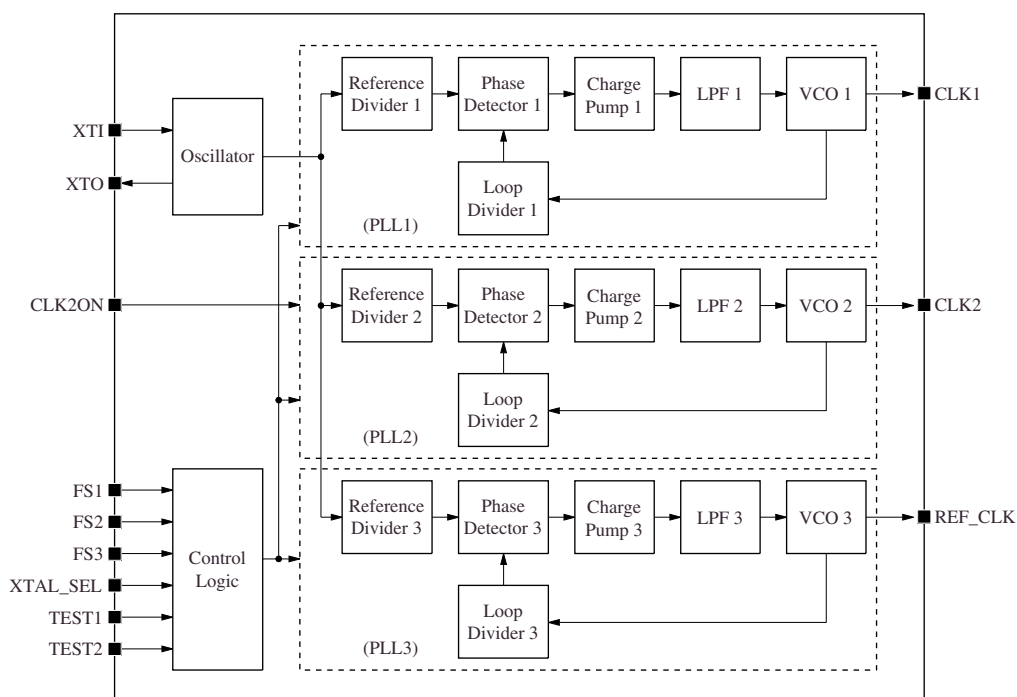 Reference
Divider 1
Phase
Detector 1
Charge
Pump 1
LPF 1
VCO 1
CLK1
XTI
XTO
Oscillator
Loop
Divider 1
(PLL1)
CLK2ON
Reference
Divider 2
Phase
Detector 2
Charge
Pump 2
LPF 2
VCO 2
CLK2
Loop
Divider 2
(PLL2)
FS1
FS2
FS3
XTAL_SEL
TEST1
TEST2
Control
Logic
Reference
Divider 3
Phase
Detector 3
Charge
Pump 3
LPF 3
VCO 3
REF_CLK
Loop
Divider 3
(PLL3)